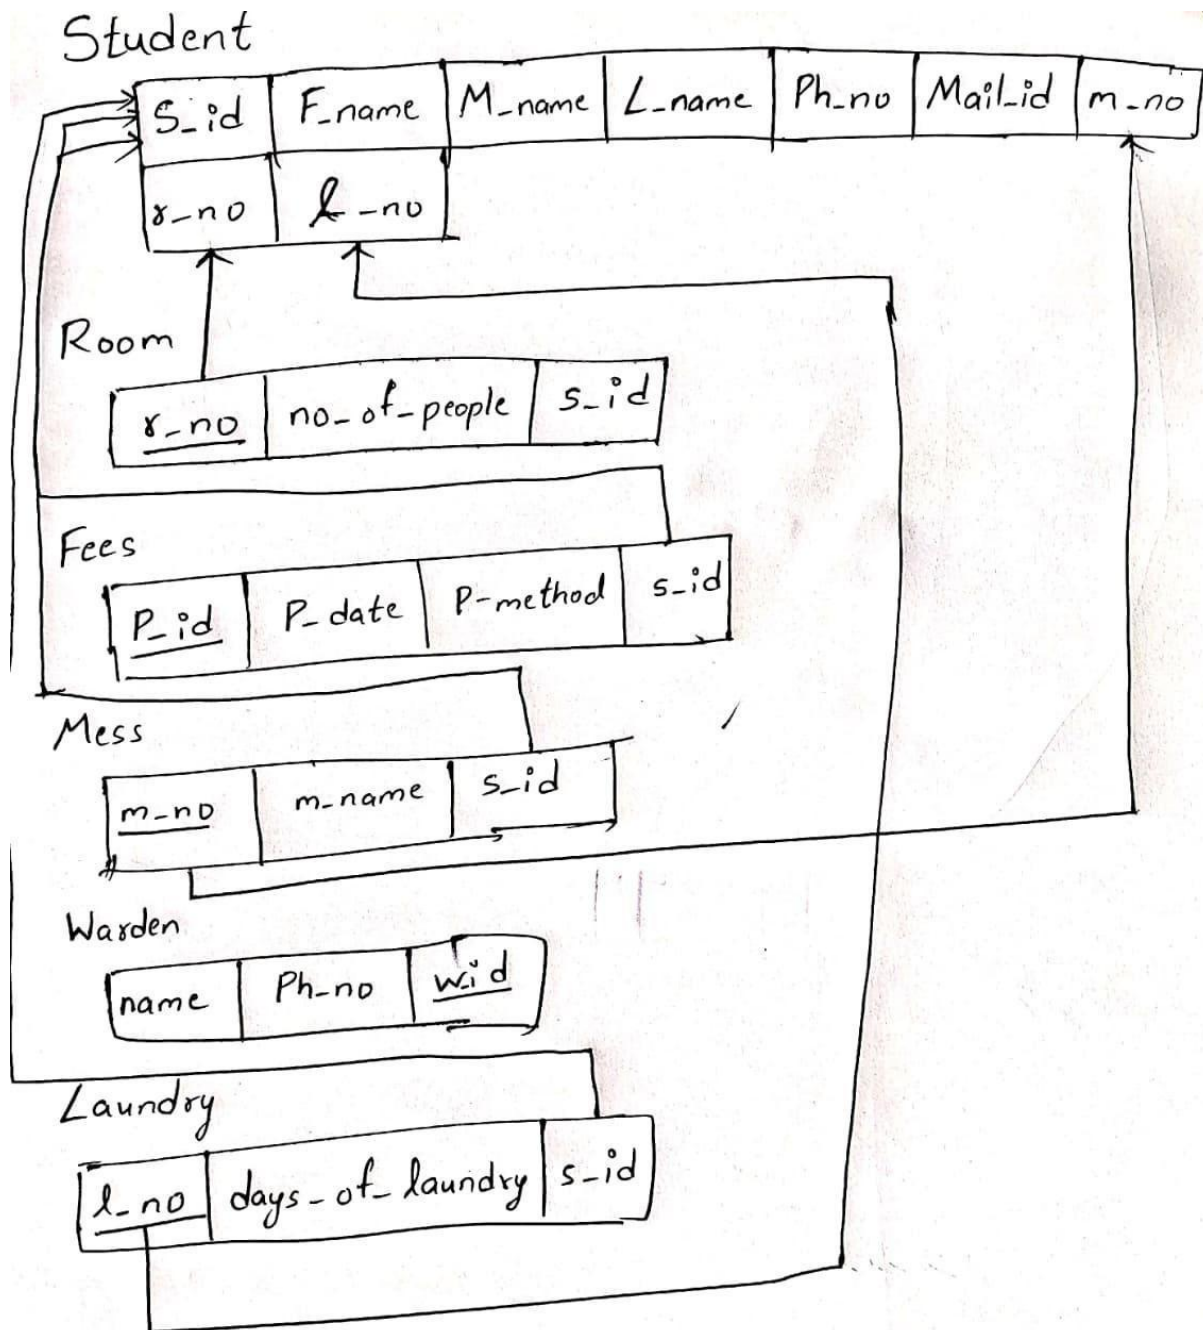 Student
S_id F_name M_name L_name Ph_no Mail_id m_no
r_no l_no
Room
r_no no_of_people s_id
Fees
P_id P_date P-method s_id
Mess
m_no m_name s_id
Warden
name Ph_no w_id
Laundry
l_no days_of_laundry s_id